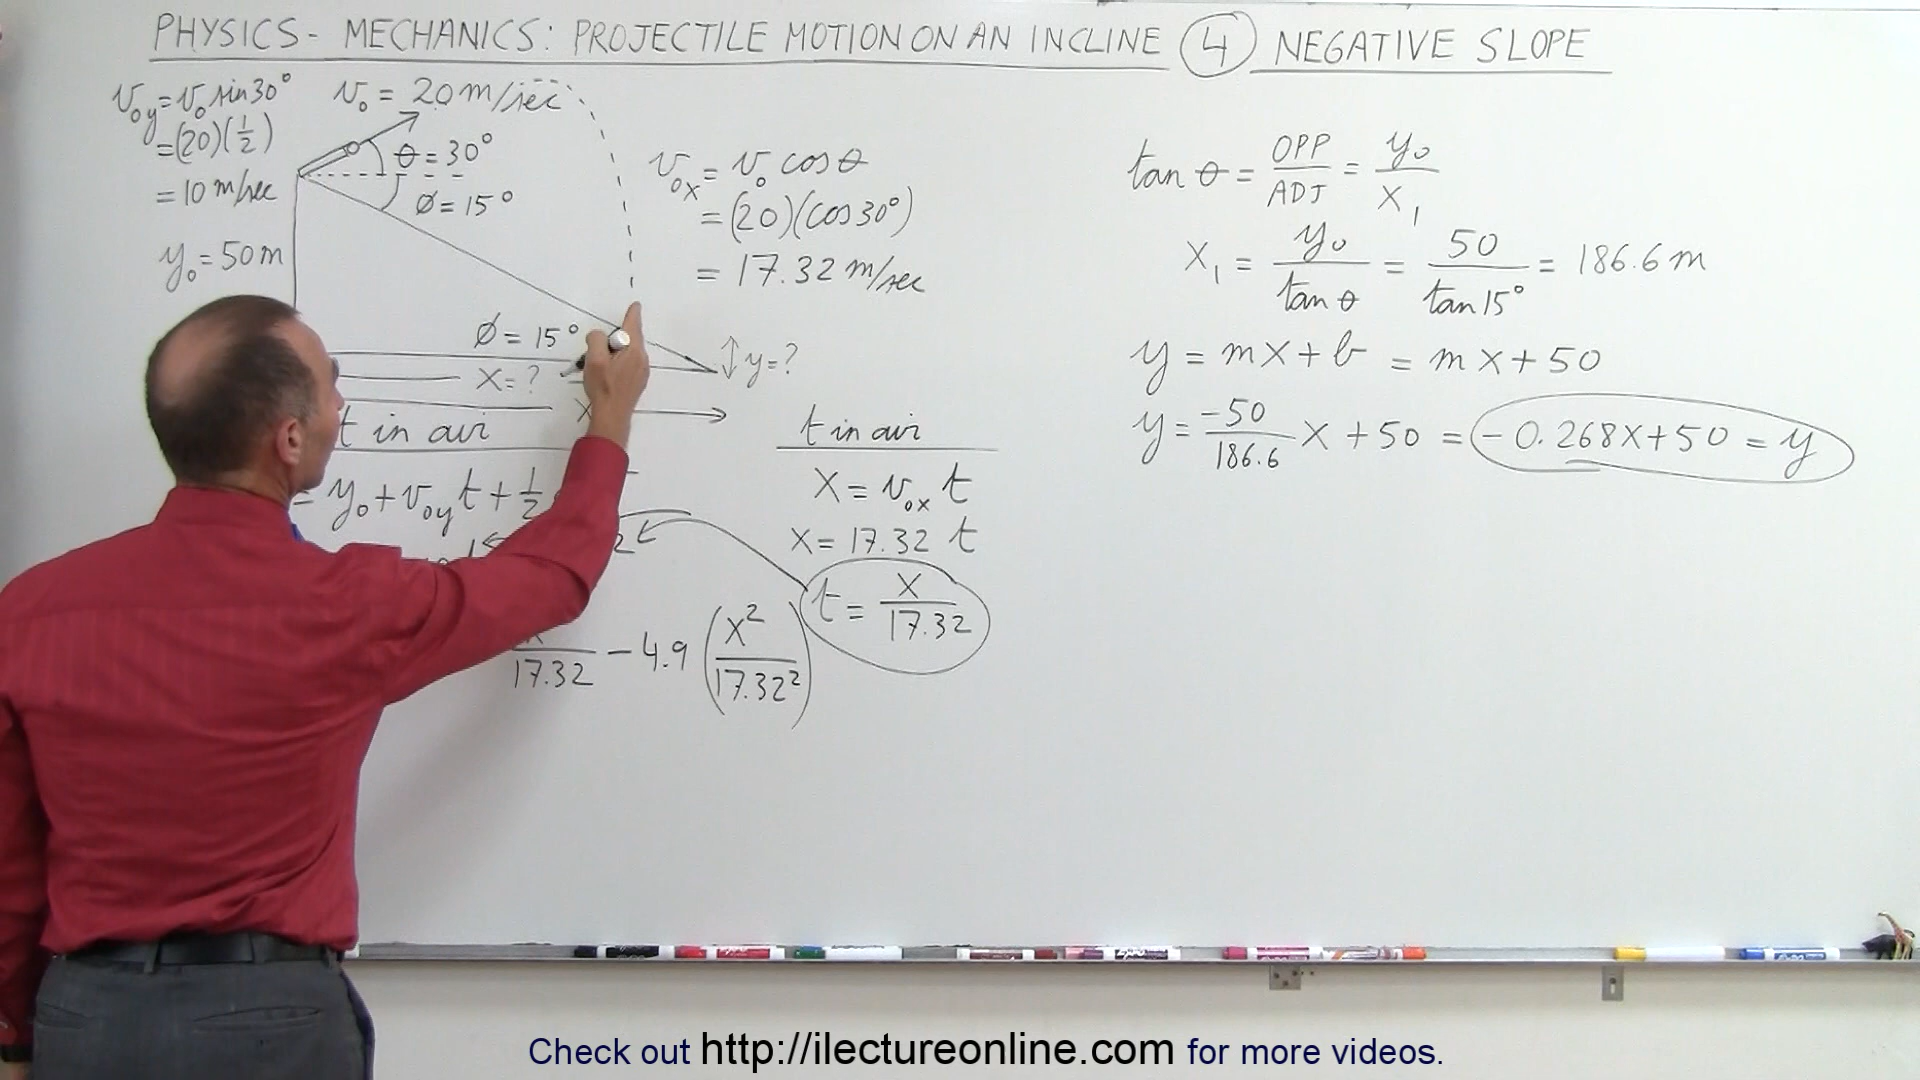 PHYSICS - MECHANICS: PROJECTILE MOTION ON AN INCLINE 4 NEGATIVE SLOPE
v₀y = v₀ sin30°
= (20)(1/2)
= 10 m/sec
y₀ = 50 m
v₀ = 20 m/sec
θ = 30°
Ø = 15°
Ø = 15°
X = ?
y = ?
X
v₀x = v₀ cos θ
= (20)(cos 30°)
= 17.32 m/sec
t in air
= y₀ + v₀y t + 1/2
2
17.32 - 4.9 (X²/17.32²)
t in air
X = v₀x t
X = 17.32 t
t = X/17.32
tan θ = OPP/ADJ = y₀/X₁
X₁ = y₀/tan θ = 50/tan 15° = 186.6 m
y = mX + b = mX + 50
y = -50/186.6 X + 50 = -0.268X + 50 = y
Check out http://ilectureonline.com for more videos.